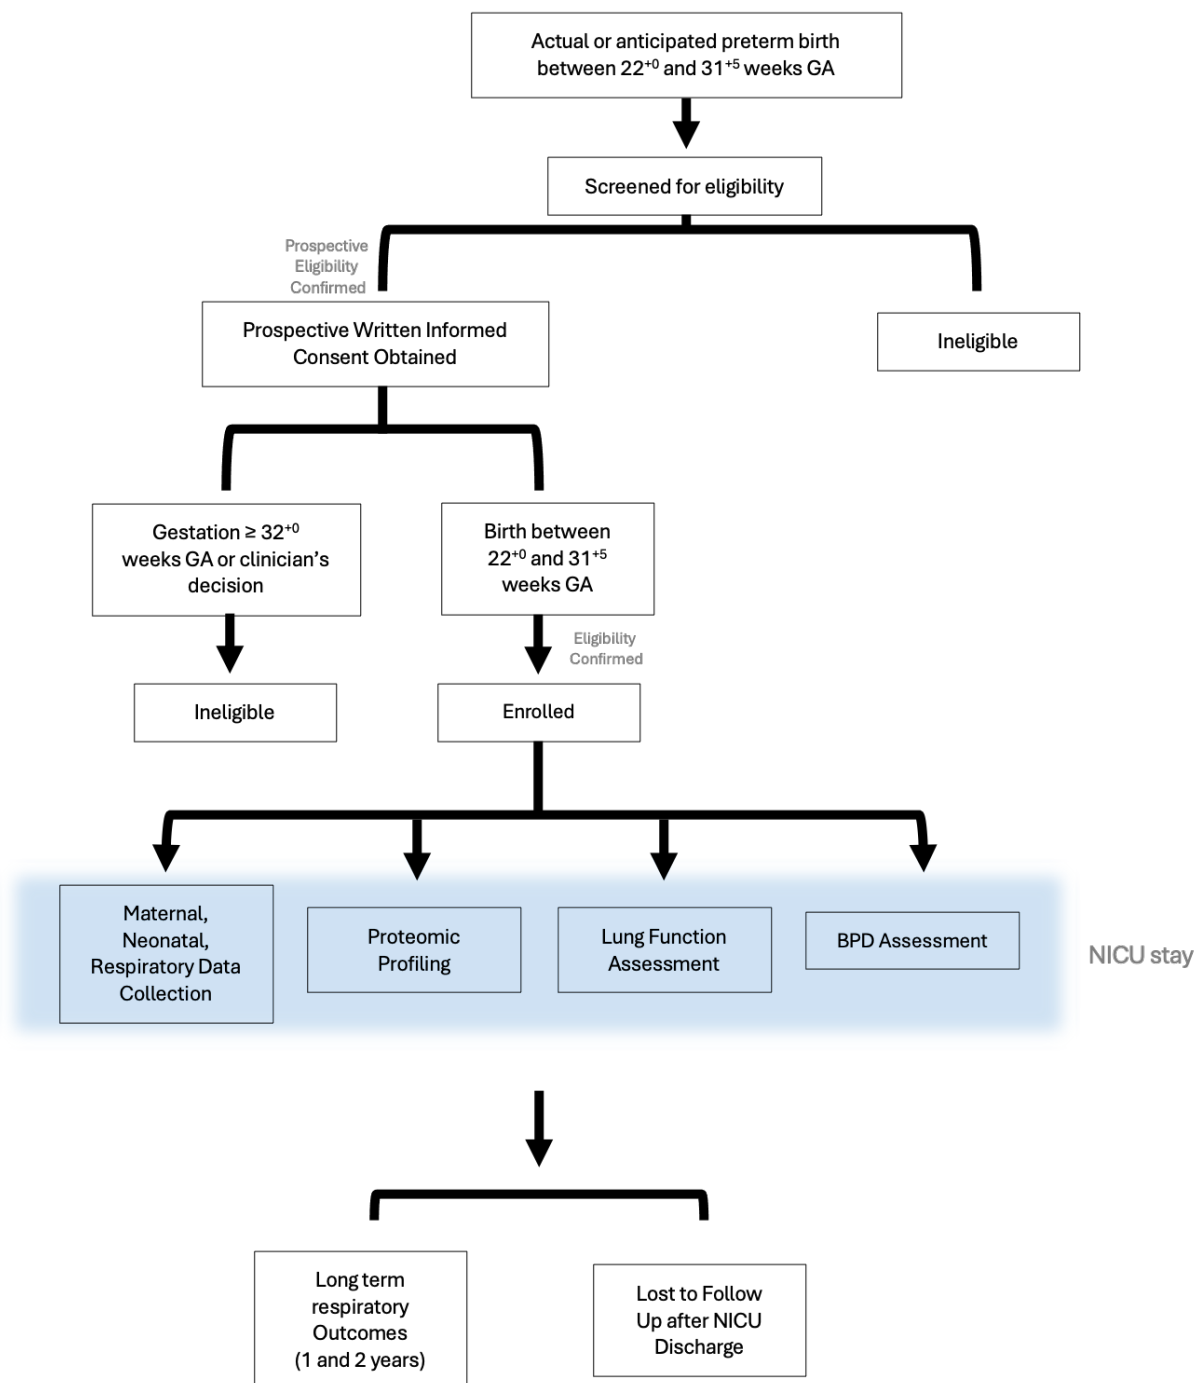 Actual or anticipated preterm birth
between 22⁺⁰ and 31⁺⁵ weeks GA
Screened for eligibility
Prospective
Eligibility
Confirmed
Prospective Written Informed
Consent Obtained
Ineligible
Gestation ≥ 32⁺⁰
weeks GA or clinician’s
decision
Birth between
22⁺⁰ and 31⁺⁵
weeks GA
Eligibility
Confirmed
Ineligible
Enrolled
Maternal,
Neonatal,
Respiratory Data
Collection
Proteomic
Profiling
Lung Function
Assessment
BPD Assessment
NICU stay
Long term
respiratory
Outcomes
(1 and 2 years)
Lost to Follow
Up after NICU
Discharge